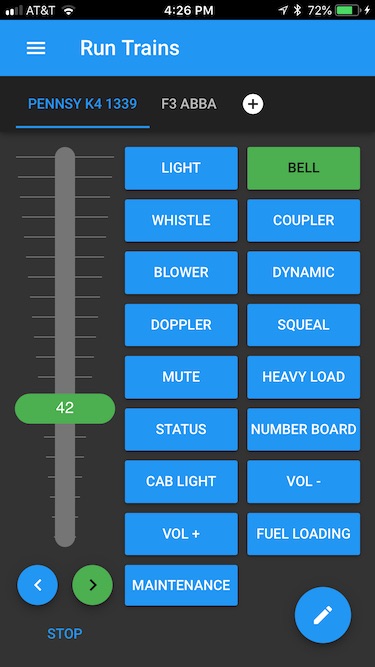 AT&T 4:26 PM 72%
Run Trains
PENNSY K4 1339 F3 ABBA
LIGHT BELL
WHISTLE COUPLER
BLOWER DYNAMIC
DOPPLER SQUEAL
MUTE HEAVY LOAD
42
STATUS NUMBER BOARD
CAB LIGHT VOL -
VOL + FUEL LOADING
MAINTENANCE
STOP